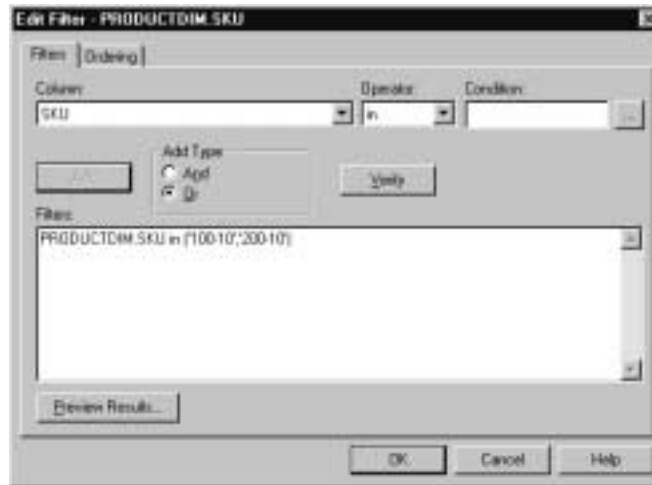 Edit Filter - PRODUCTDIM.SKU
Filters Ordering
Column: Operator: Condition:
SKU in ...
Add Type
And
Or
Verify
Filters:
PRODUCTDIM.SKU in ('100-10','200-10')
Preview Results...
OK Cancel Help